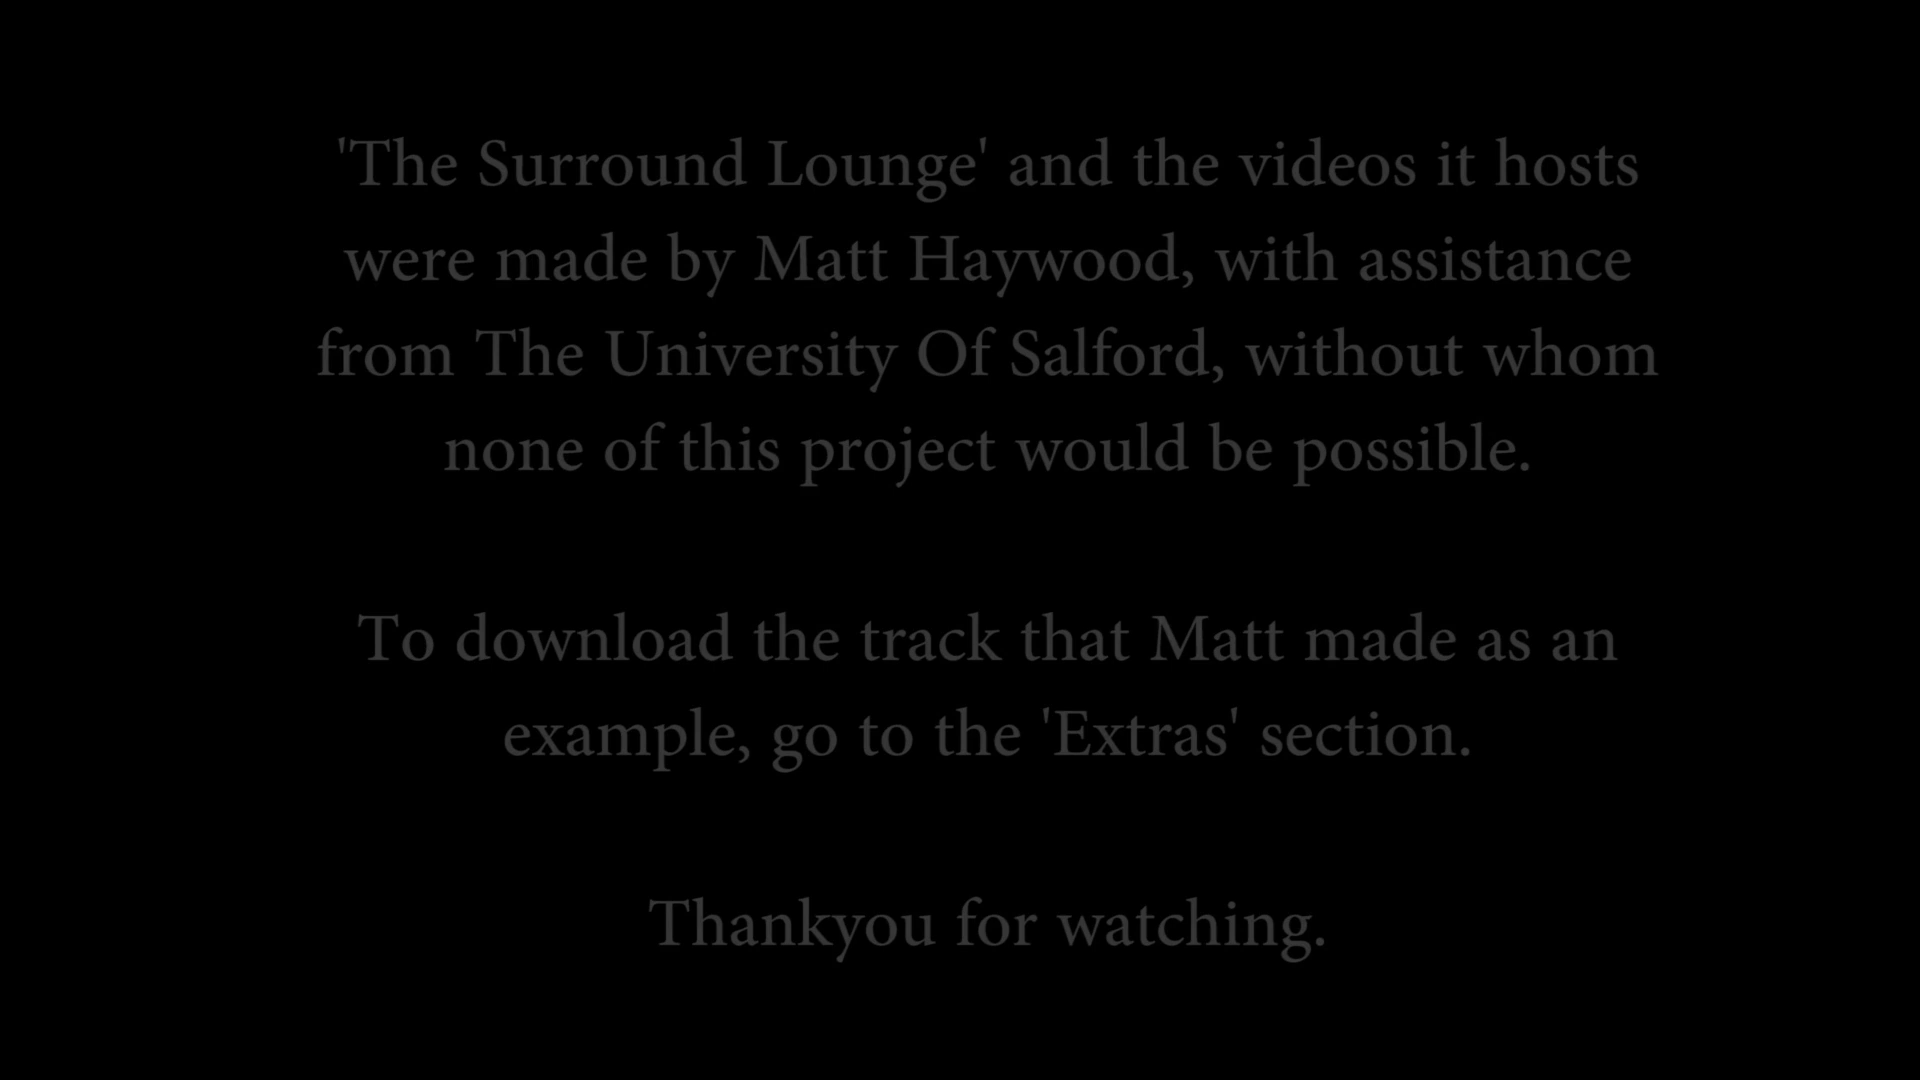 'The Surround Lounge' and the videos it hosts
were made by Matt Haywood, with assistance
from The University Of Salford, without whom
none of this project would be possible.
To download the track that Matt made as an
example, go to the 'Extras' section.
Thankyou for watching.